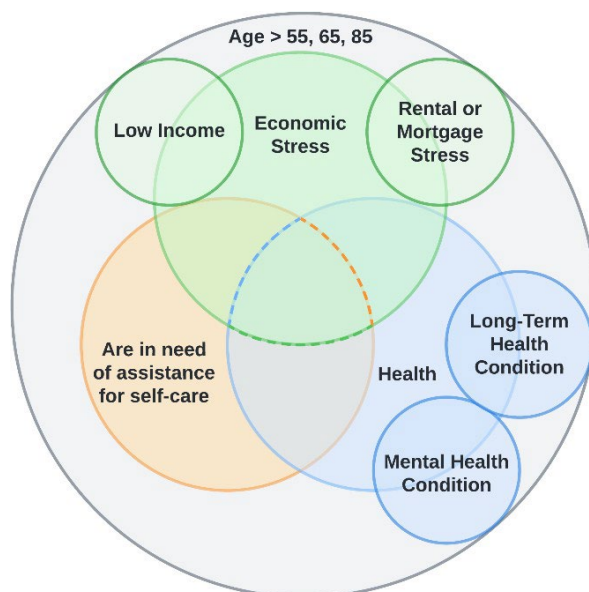 Age > 55, 65, 85
Low Income
Economic
Stress
Rental or
Mortgage
Stress
Are in need
of assistance
for self-care
Health
Long-Term
Health
Condition
Mental Health
Condition